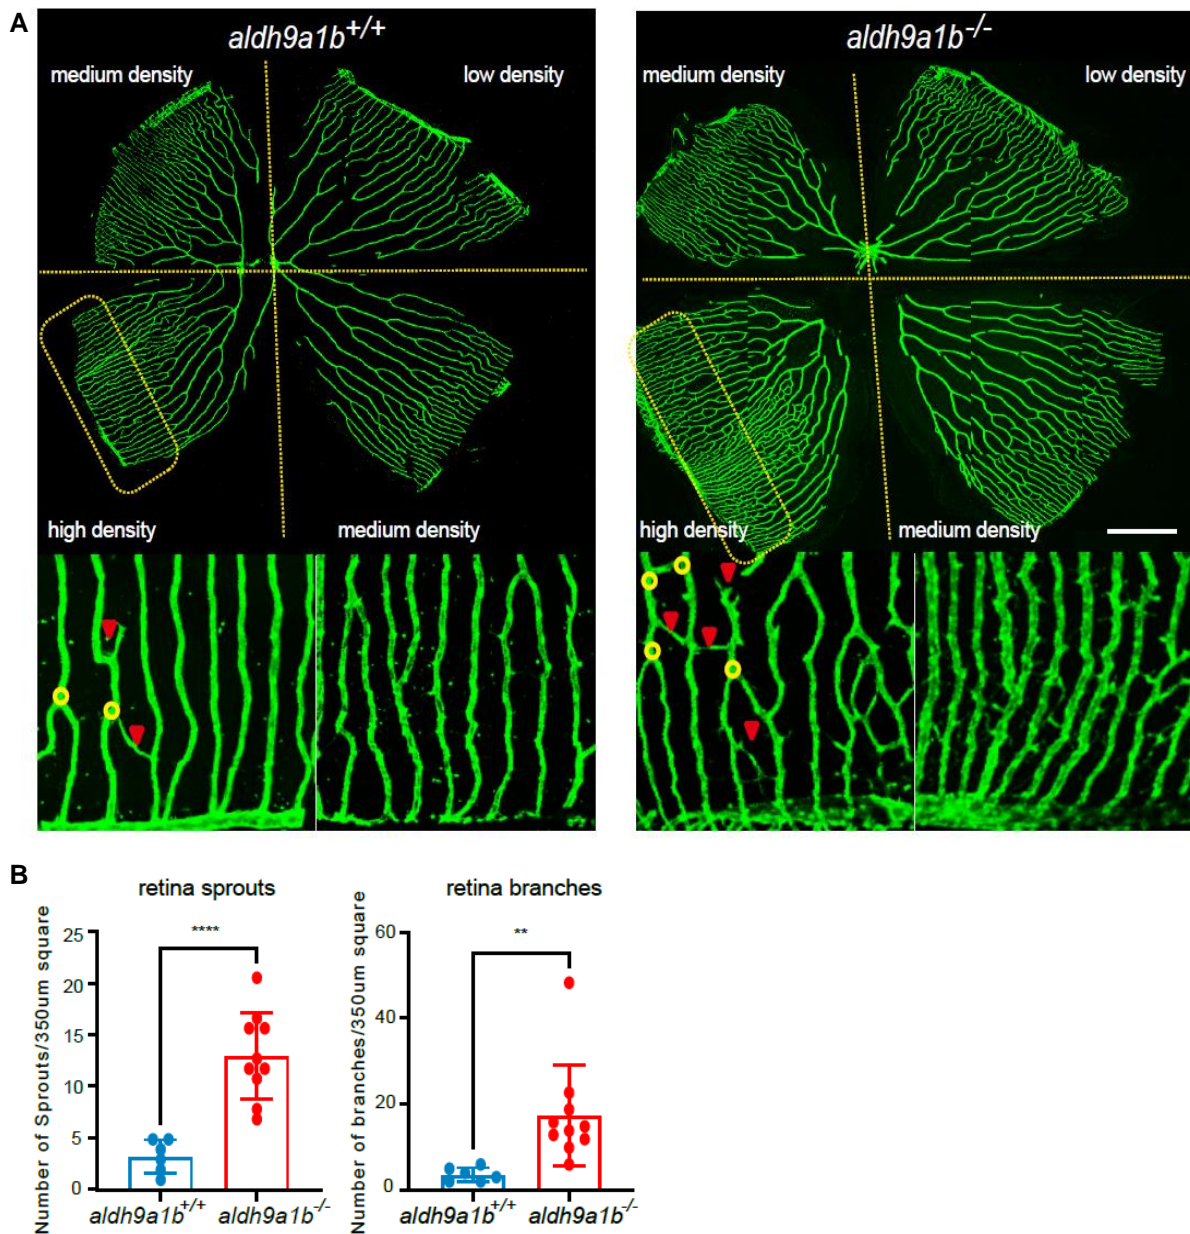 A
aldh9a1b+/+
aldh9a1b-/-
medium density
low density
medium density
low density
high density
medium density
high density
medium density
B
retina sprouts
retina branches
Number of Sprouts/350um square
25
20
15
10
5
0
****
aldh9a1b+/+
aldh9a1b-/-
Number of branches/350um square
60
40
20
0
**
aldh9a1b+/+
aldh9a1b-/-